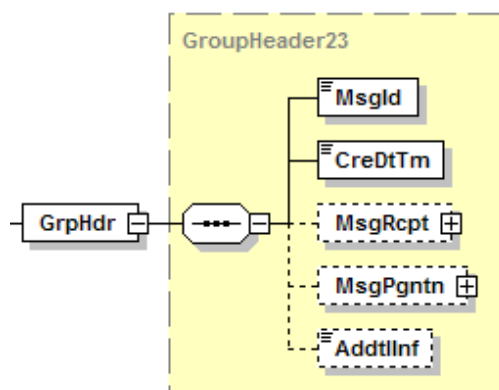 GroupHeader23
MsgId
CreDtTm
GrpHdr
MsgRcpt
MsgPgntn
AddtlInf